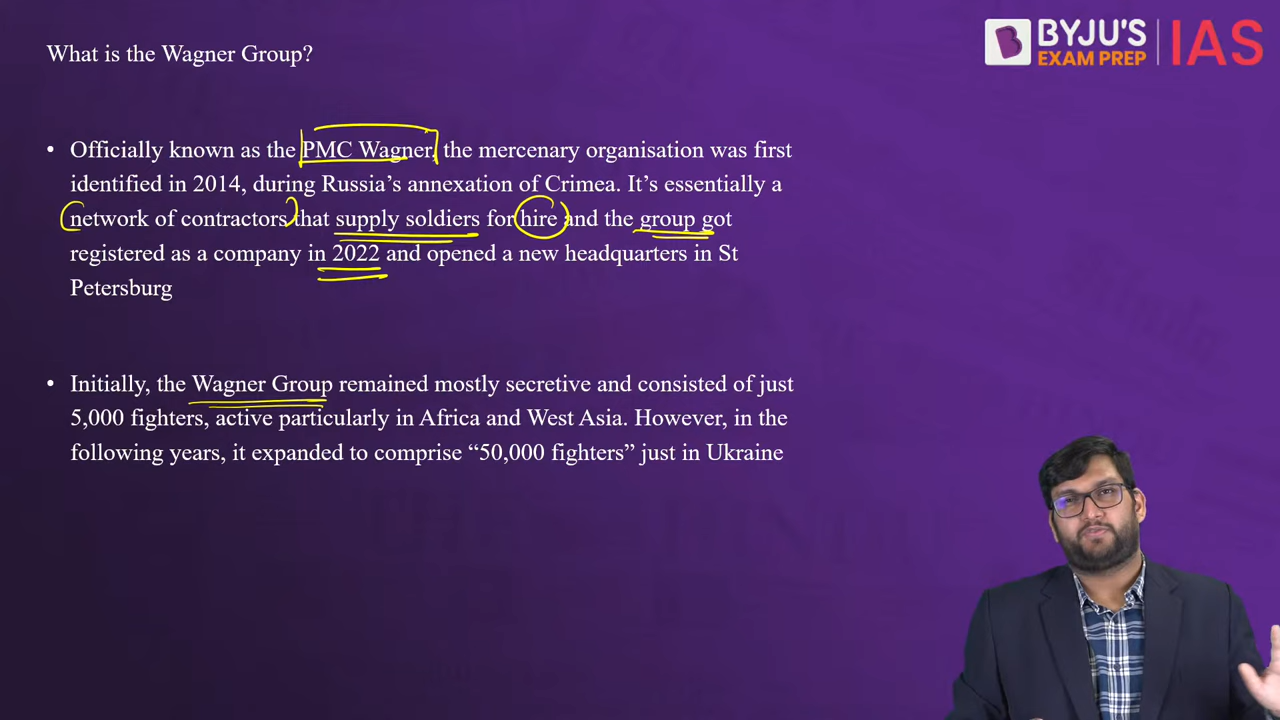 What is the Wagner Group?
BYJU'S
EXAM PREP
IAS
• Officially known as the PMC Wagner, the mercenary organisation was first
identified in 2014, during Russia’s annexation of Crimea. It’s essentially a
network of contractors that supply soldiers for hire and the group got
registered as a company in 2022 and opened a new headquarters in St
Petersburg
• Initially, the Wagner Group remained mostly secretive and consisted of just
5,000 fighters, active particularly in Africa and West Asia. However, in the
following years, it expanded to comprise “50,000 fighters” just in Ukraine